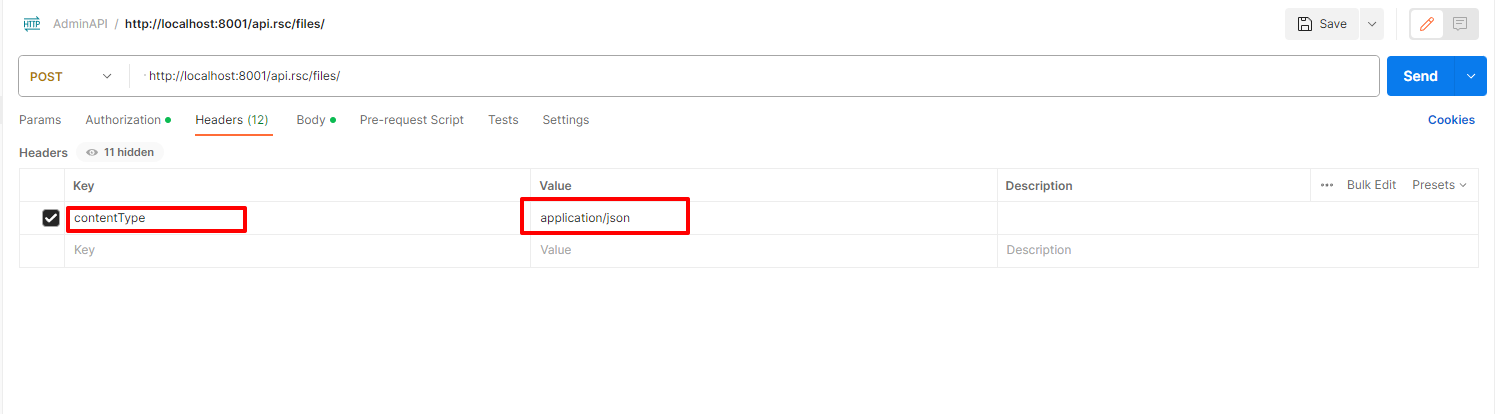 HTTP AdminAPI / http://localhost:8001/api.rsc/files/ Save
POST http://localhost:8001/api.rsc/files/ Send
Params Authorization Headers (12) Body Pre-request Script Tests Settings Cookies
Headers 11 hidden
Key Value Description ••• Bulk Edit Presets
contentType application/json
Key Value Description